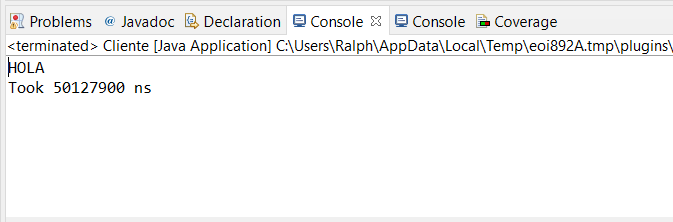 Problems @ Javadoc Declaration Console Console Coverage
<terminated> Cliente [Java Application] C:\Users\Ralph\AppData\Local\Temp\eoi892A.tmp\plugins\
HOLA
Took 50127900 ns